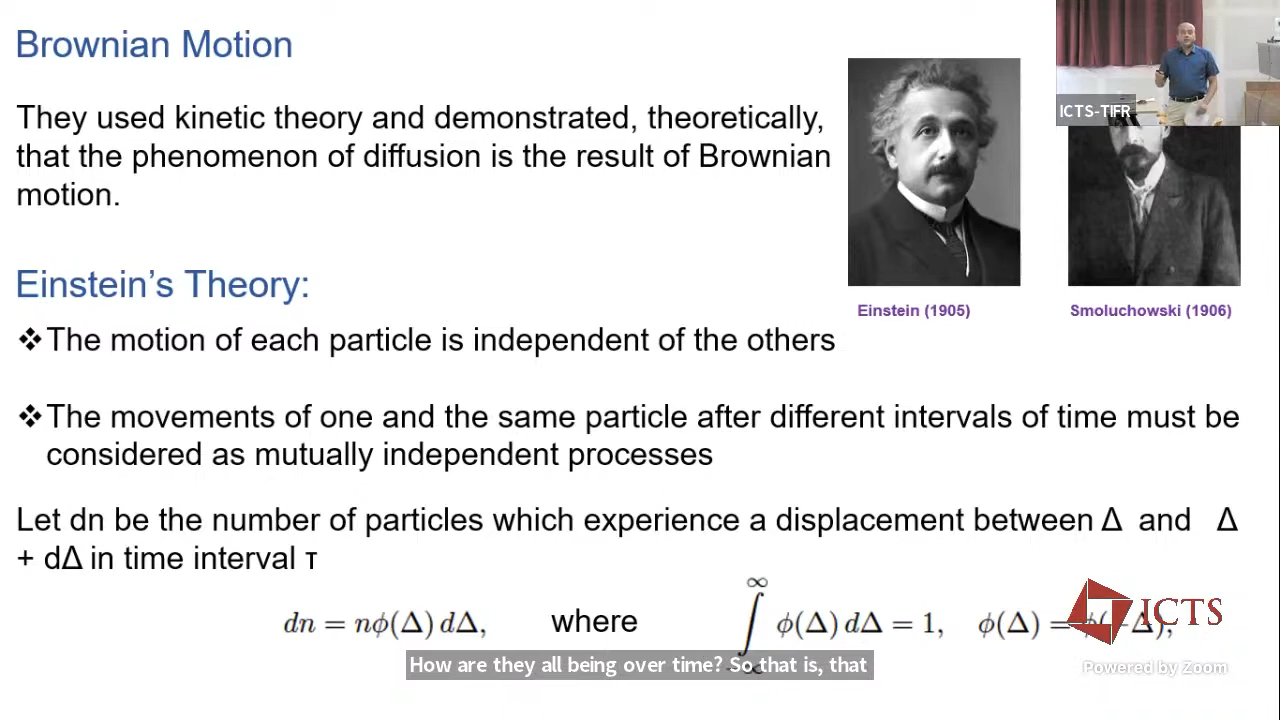 Brownian Motion
They used kinetic theory and demonstrated, theoretically,
that the phenomenon of diffusion is the result of Brownian
motion.
ICTS-TIFR
Einstein (1905)
Smoluchowski (1906)
Einstein's Theory:
❖The motion of each particle is independent of the others
❖The movements of one and the same particle after different intervals of time must be
considered as mutually independent processes
Let dn be the number of particles which experience a displacement between Δ and Δ
+ dΔ in time interval τ
dn = nϕ(Δ) dΔ, where ∫_{-∞}^{∞} ϕ(Δ) dΔ = 1, ϕ(Δ) = ϕ(−Δ),
ICTS
How are they all being over time? So that is, that
Powered by Zoom